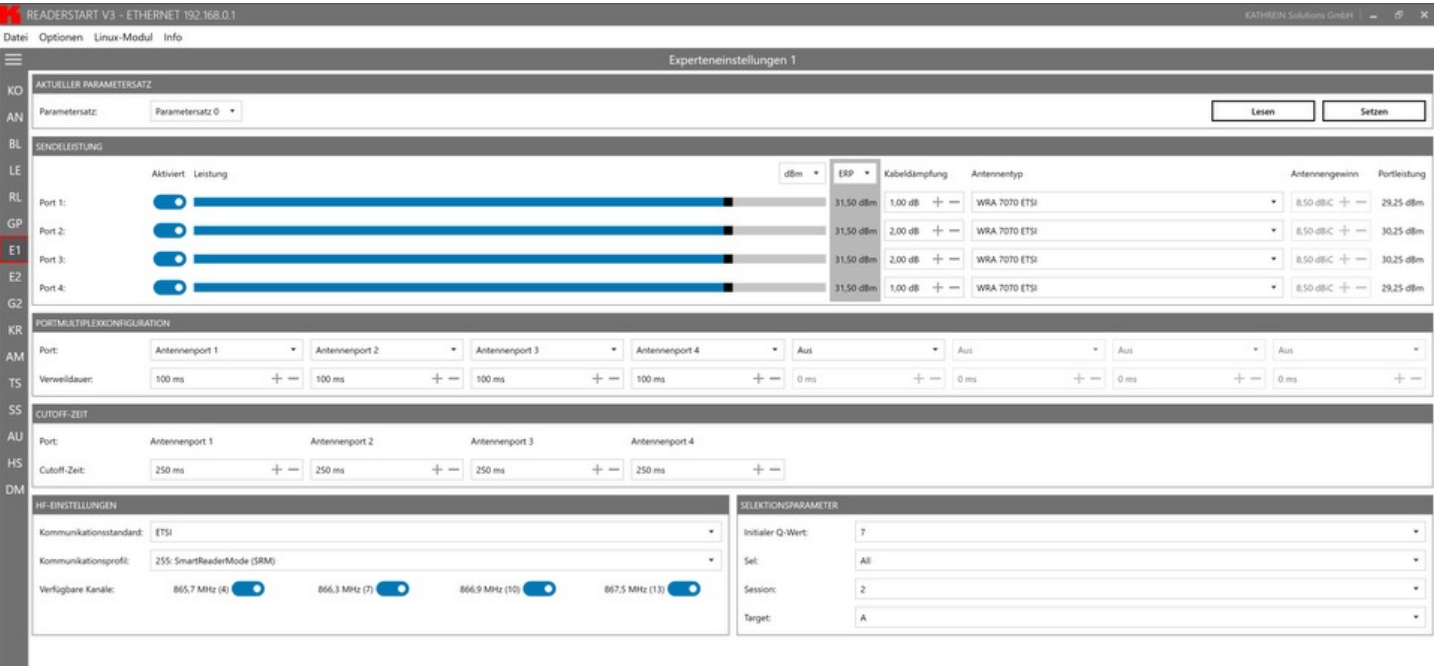 READERSTART V3 - ETHERNET 192.168.0.1 KATHREIN Solutions GmbH
Datei Optionen Linux-Modul Info
Experteneinstellungen 1
KO
AN
BL
LE
RL
GP
E1
E2
G2
KR
AM
TS
SS
AU
HS
DM
AKTUELLER PARAMETERSATZ
Parametersatz: Parametersatz 0 Lesen Setzen
SENDELEISTUNG
Aktiviert Leistung dBm ERP Kabeldämpfung Antennentyp Antennengewinn Portleistung
Port 1: 31,50 dBm 1,00 dB WRA 7070 ETSI 8,50 dBiC 29,25 dBm
Port 2: 31,50 dBm 2,00 dB WRA 7070 ETSI 8,50 dBiC 30,25 dBm
Port 3: 31,50 dBm 2,00 dB WRA 7070 ETSI 8,50 dBiC 30,25 dBm
Port 4: 31,50 dBm 1,00 dB WRA 7070 ETSI 8,50 dBiC 29,25 dBm
PORTMULTIPLEXKONFIGURATION
Port: Antennenport 1 Antennenport 2 Antennenport 3 Antennenport 4 Aus Aus Aus Aus
Verweildauer: 100 ms 100 ms 100 ms 100 ms 0 ms 0 ms 0 ms 0 ms
CUTOFF-ZEIT
Port: Antennenport 1 Antennenport 2 Antennenport 3 Antennenport 4
Cutoff-Zeit: 250 ms 250 ms 250 ms 250 ms
HF-EINSTELLUNGEN
Kommunikationsstandard: ETSI
Kommunikationsprofil: 255: SmartReaderMode (SRM)
Verfügbare Kanäle: 865,7 MHz (4) 866,3 MHz (7) 866,9 MHz (10) 867,5 MHz (13)
SELEKTIONSPARAMETER
Initialer Q-Wert: 7
Sel: All
Session: 2
Target: A